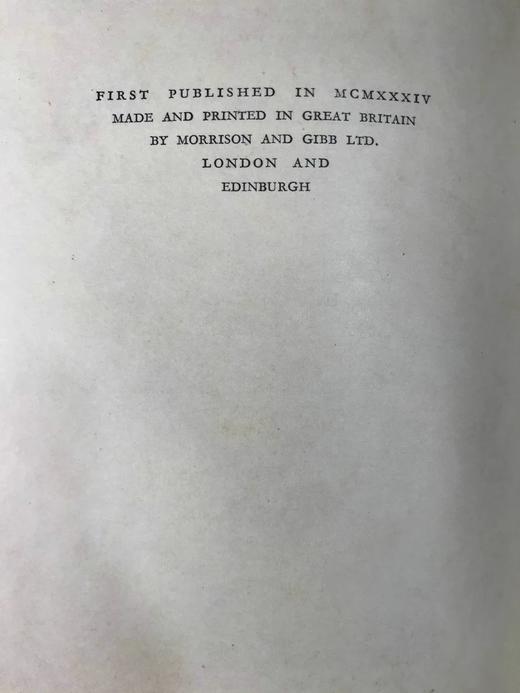 FIRST PUBLISHED IN MCMXXXIV
MADE AND PRINTED IN GREAT BRITAIN
BY MORRISON AND GIBB LTD.
LONDON AND
EDINBURGH